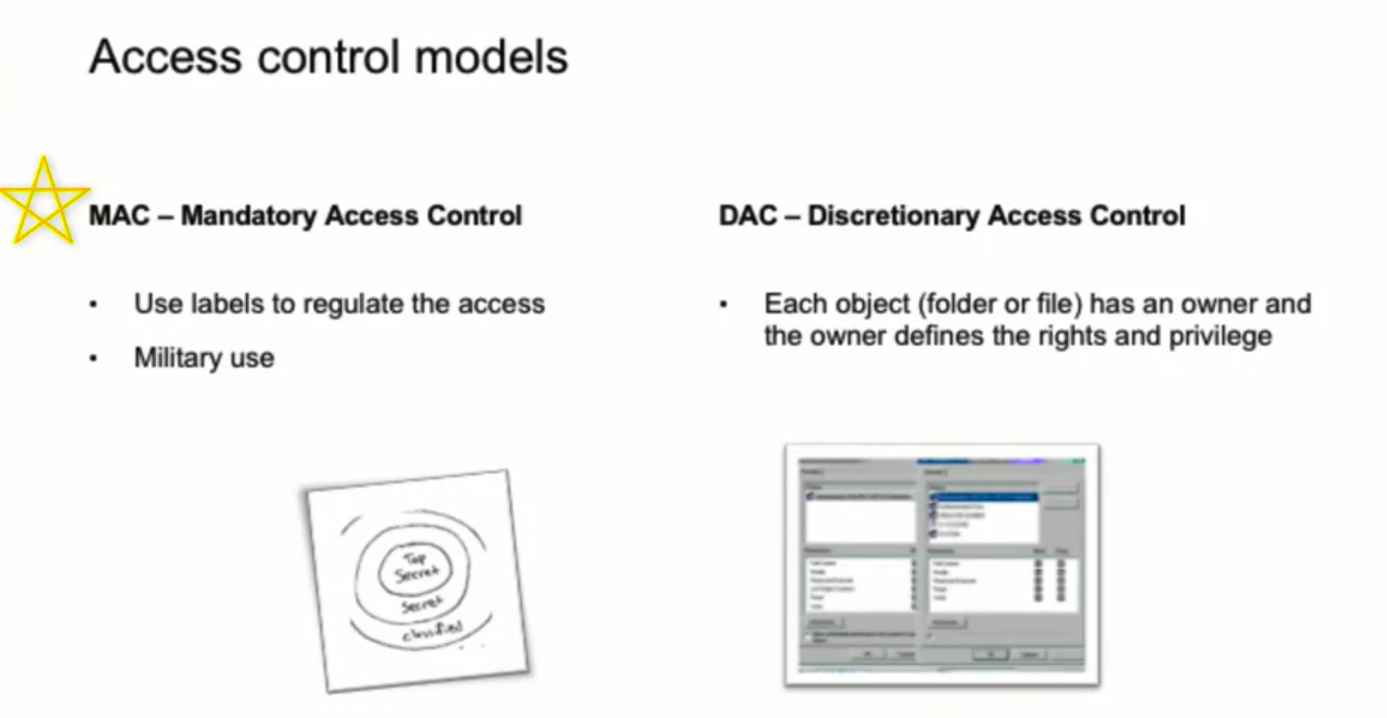 Access control models
MAC – Mandatory Access Control
• Use labels to regulate the access
• Military use
DAC – Discretionary Access Control
• Each object (folder or file) has an owner and
the owner defines the rights and privilege
Top
Secret
Secret
classified